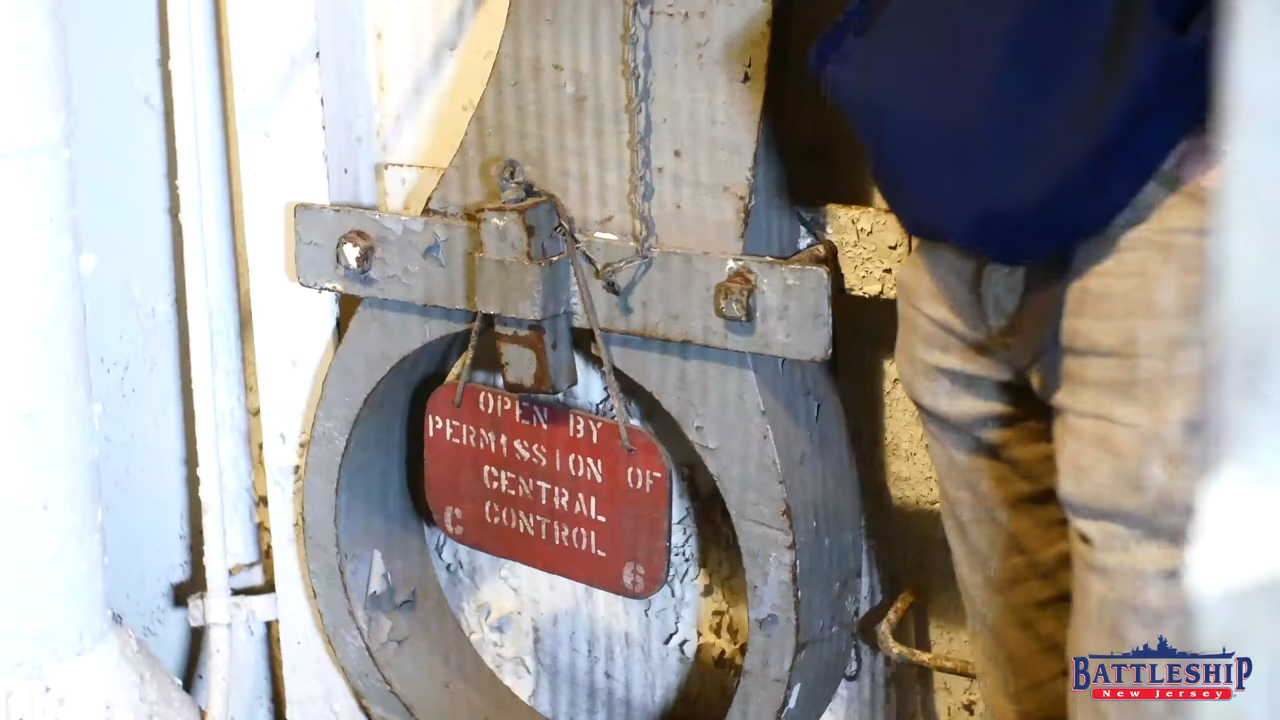 OPEN BY
PERMISSION OF
CENTRAL
CONTROL
C 6
BATTLESHIP
New Jersey